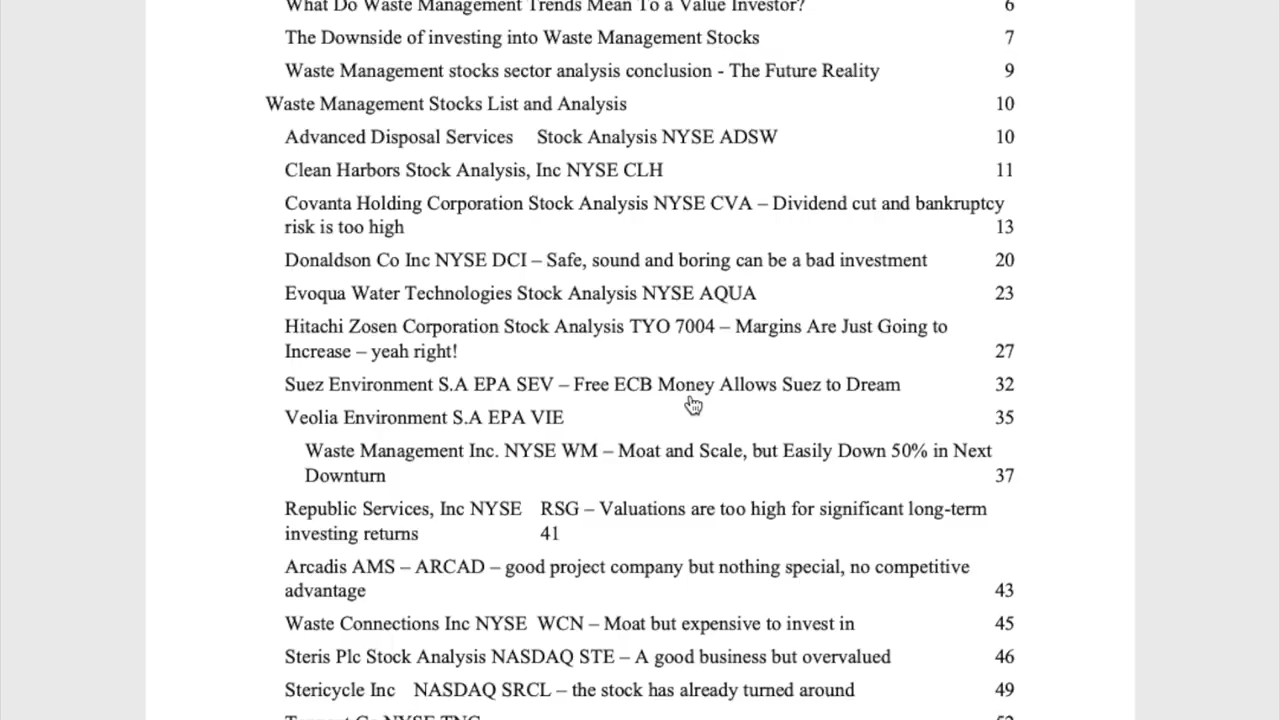 What Do Waste Management Trends Mean To a Value Investor? 6
The Downside of investing into Waste Management Stocks 7
Waste Management stocks sector analysis conclusion - The Future Reality 9
Waste Management Stocks List and Analysis 10
Advanced Disposal Services Stock Analysis NYSE ADSW 10
Clean Harbors Stock Analysis, Inc NYSE CLH 11
Covanta Holding Corporation Stock Analysis NYSE CVA – Dividend cut and bankruptcy
risk is too high 13
Donaldson Co Inc NYSE DCI – Safe, sound and boring can be a bad investment 20
Evoqua Water Technologies Stock Analysis NYSE AQUA 23
Hitachi Zosen Corporation Stock Analysis TYO 7004 – Margins Are Just Going to
Increase – yeah right! 27
Suez Environment S.A EPA SEV – Free ECB Money Allows Suez to Dream 32
Veolia Environment S.A EPA VIE 35
Waste Management Inc. NYSE WM – Moat and Scale, but Easily Down 50% in Next
Downturn 37
Republic Services, Inc NYSE RSG – Valuations are too high for significant long-term
investing returns 41
Arcadis AMS – ARCAD – good project company but nothing special, no competitive
advantage 43
Waste Connections Inc NYSE WCN – Moat but expensive to invest in 45
Steris Plc Stock Analysis NASDAQ STE – A good business but overvalued 46
Stericycle Inc NASDAQ SRCL – the stock has already turned around 49